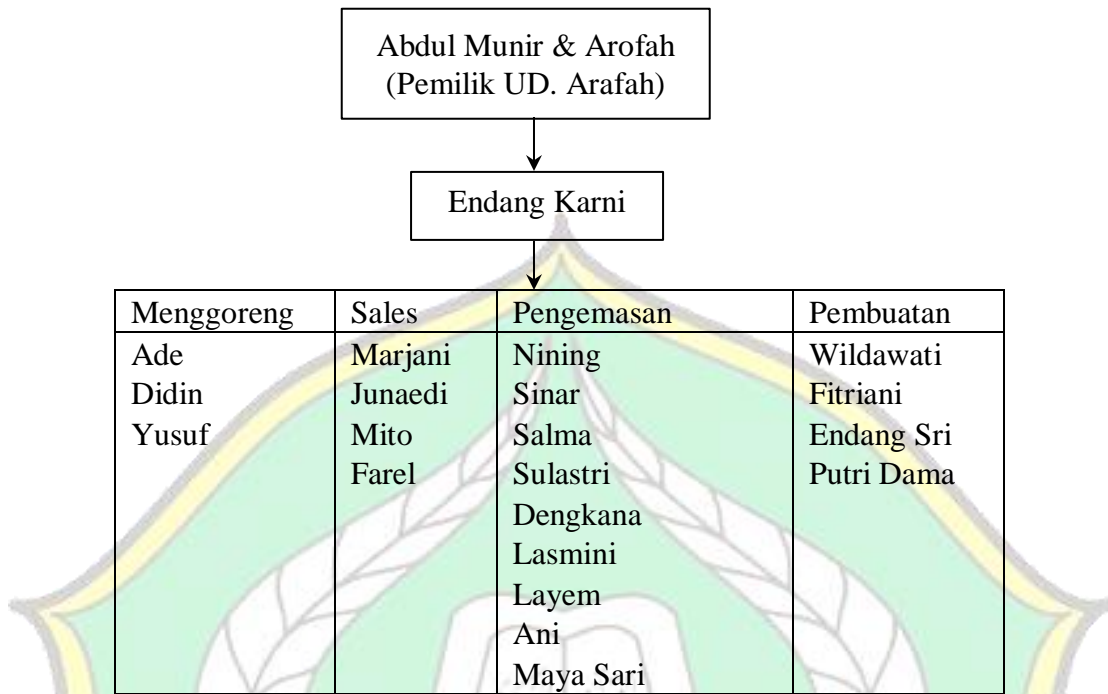 Abdul Munir & Arofah
(Pemilik UD. Arafah)
Endang Karni
Menggoreng Sales Pengemasan Pembuatan
Ade Marjani Nining Wildawati
Didin Junaedi Sinar Fitriani
Yusuf Mito Salma Endang Sri
Farel Sulastri Putri Dama
Dengkana
Lasmini
Layem
Ani
Maya Sari